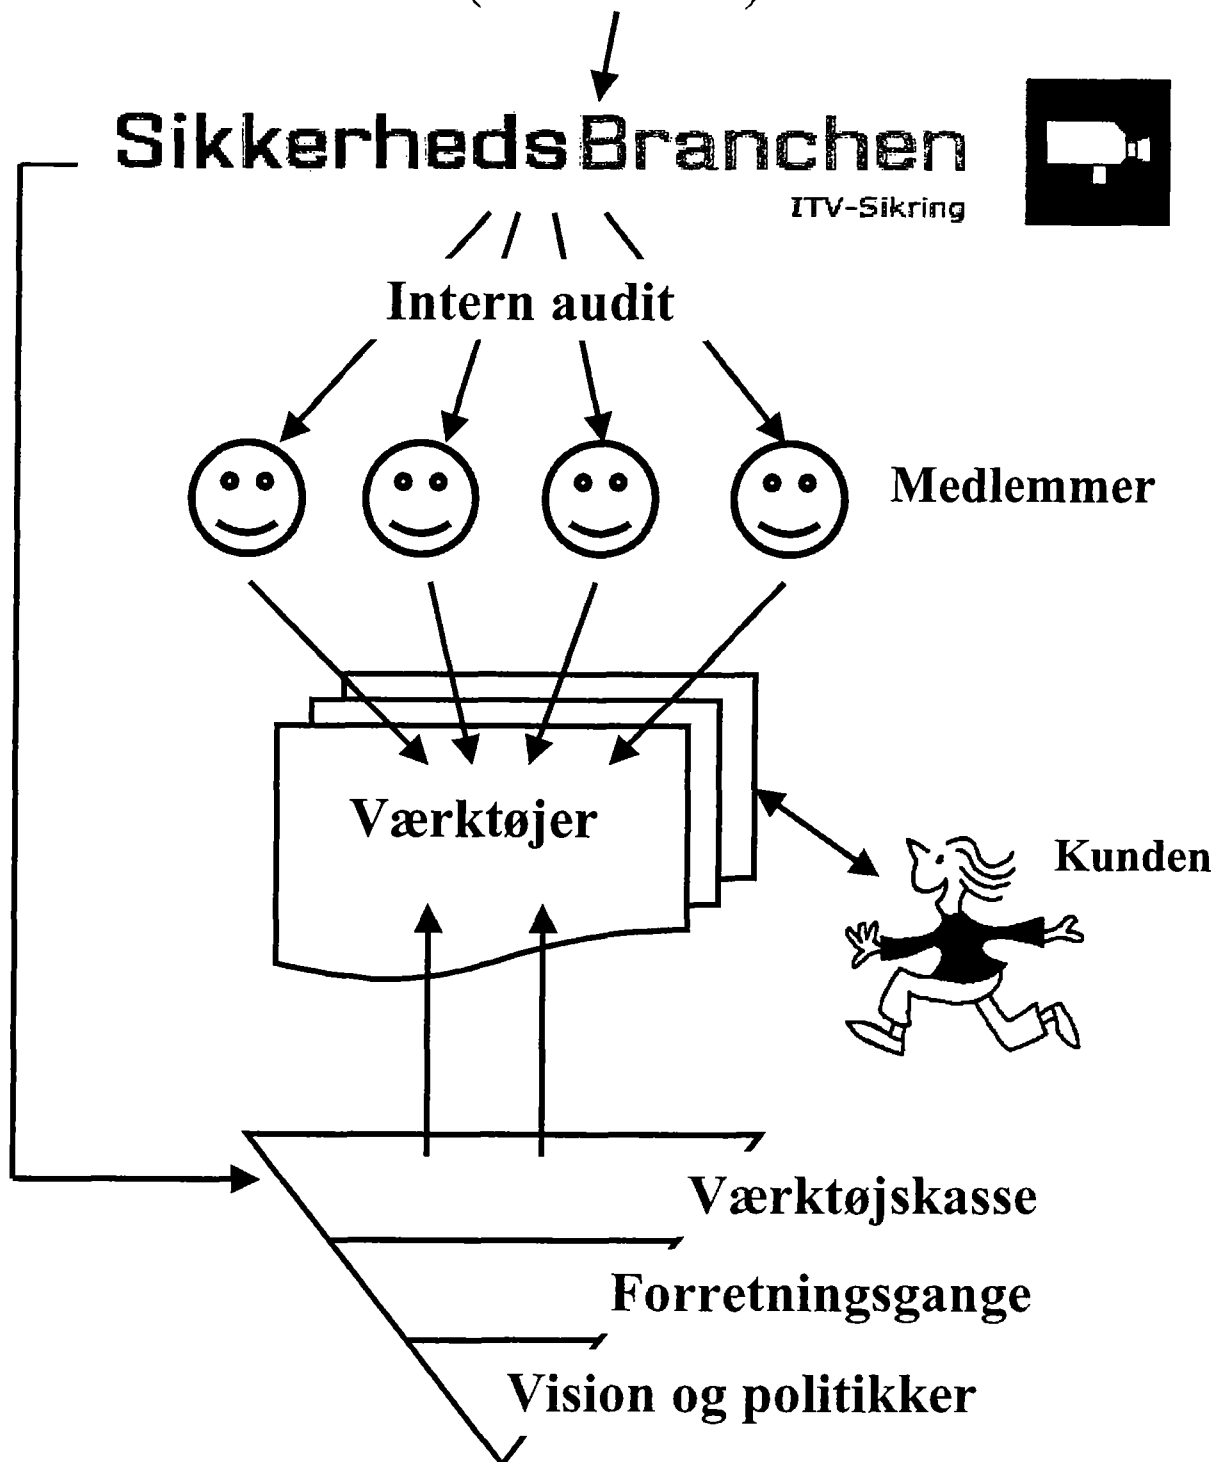 SikkerhedsBranchen
ITV-Sikring
Intern audit
Medlemmer
Værktøjer
Kunden
Værktøjskasse
Forretningsgange
Vision og politikker